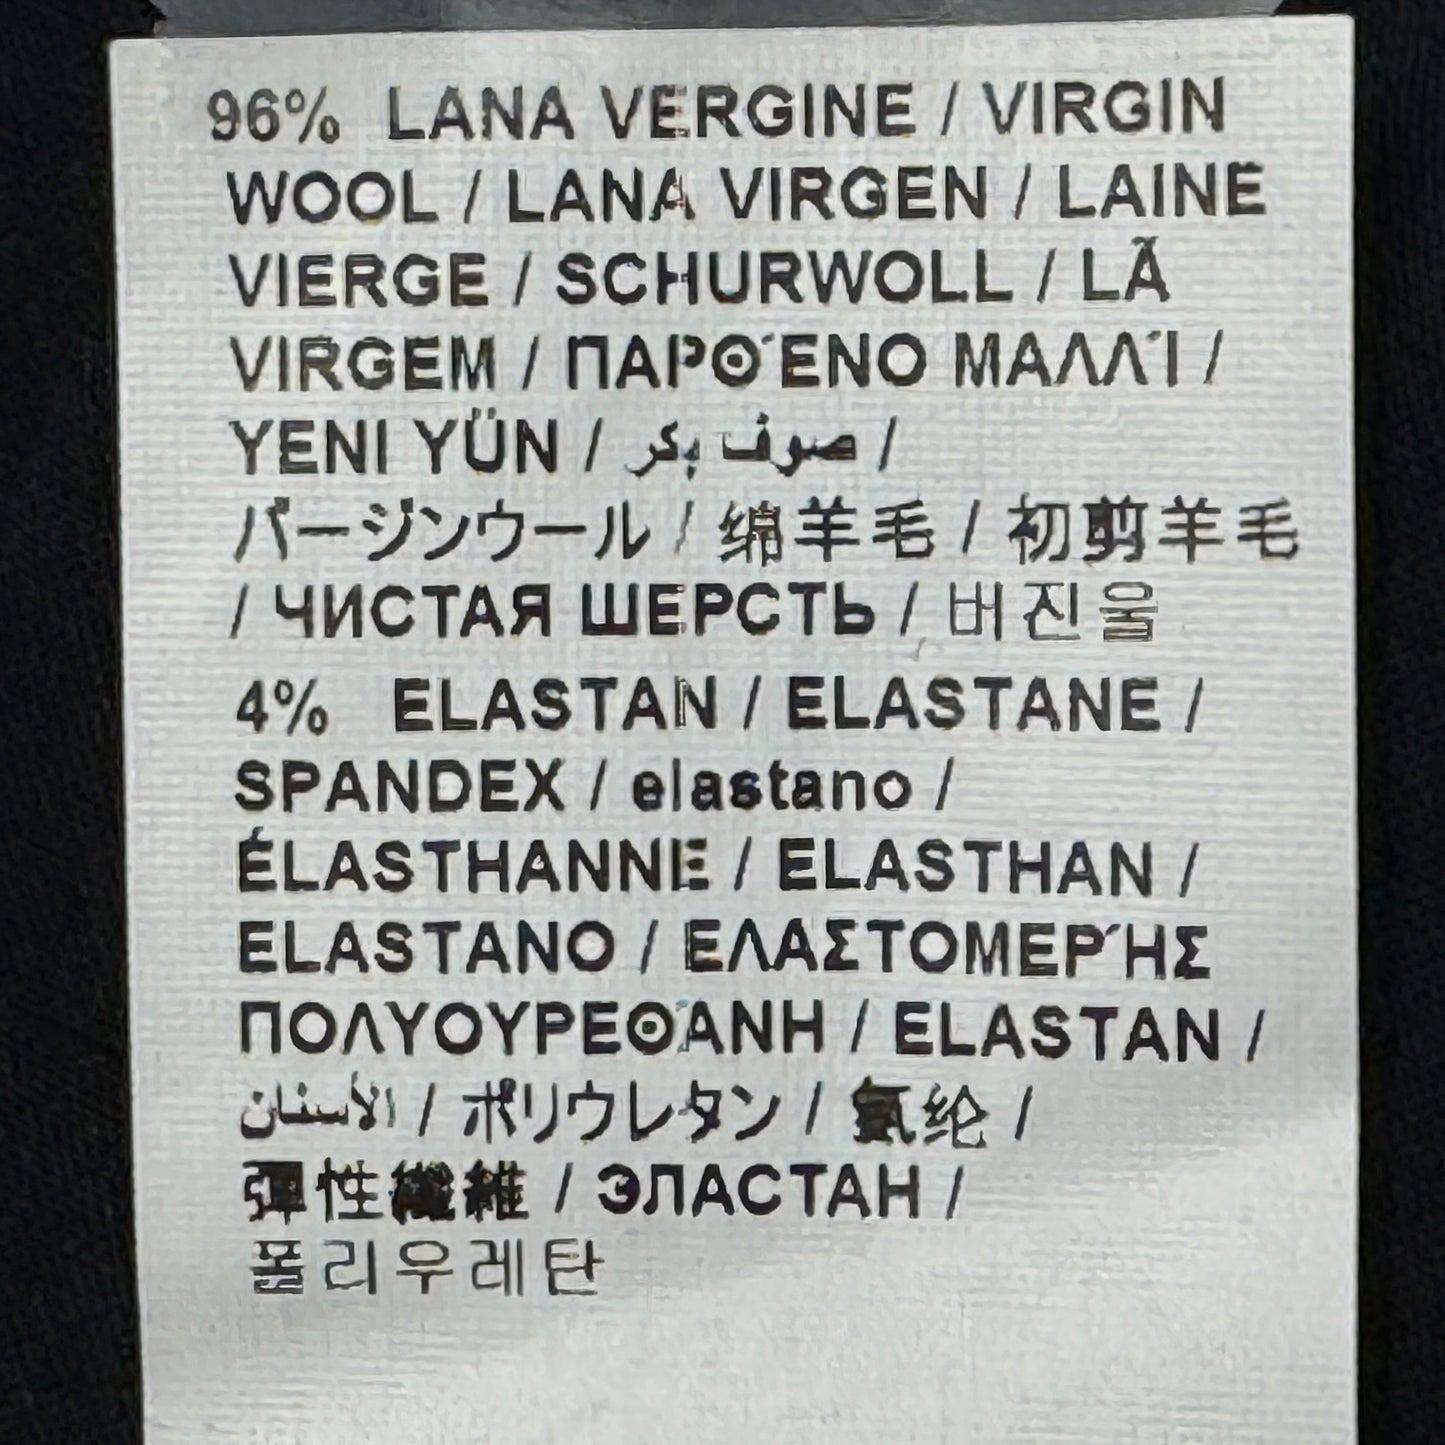 96% LANA VERGINE / VIRGIN
WOOL / LANA VIRGEN / LAINE
VIERGE / SCHURWOLL / LÃ
VIRGEM / ΠΑΡΘΈΝΟ ΜΑΛΛΊ /
YENI YÜN / صوف بكر /
バージンウール / 绵羊毛 / 初剪羊毛
/ ЧИСТАЯ ШЕРСТЬ / 버진울
4% ELASTAN / ELASTANE /
SPANDEX / elastano /
ÉLASTHANNE / ELASTHAN /
ELASTANO / ΕΛΑΣΤΟΜΕΡΉΣ
ΠΟΛΥΟΥΡΕΘΆΝΗ / ELASTAN /
الأستان / ポリウレタン / 氨纶 /
彈性纖維 / ЭЛАСТАН /
폴리우레탄